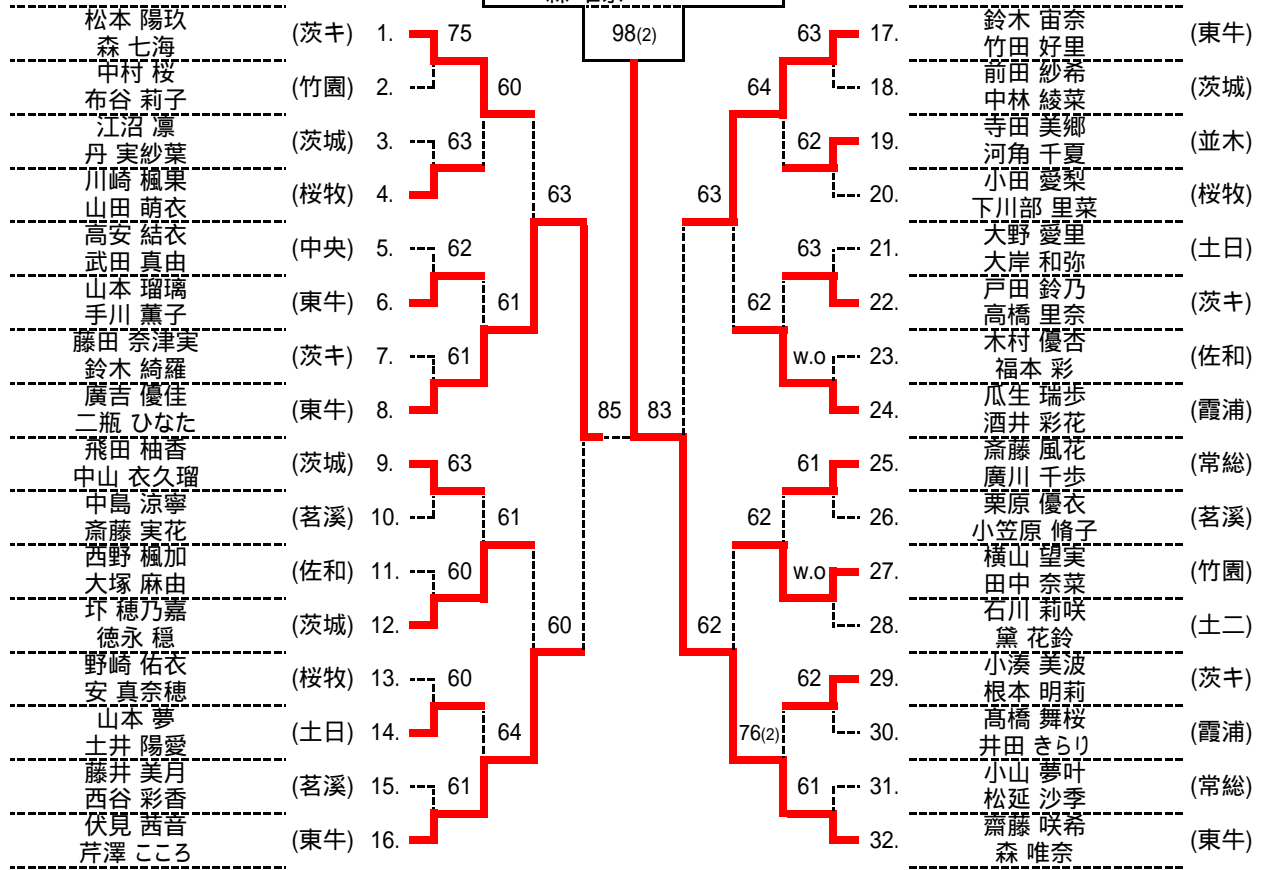 森 唯奈
98(2)
松本 陽玖
森 七海
(茨キ) 1. 75
中村 桜
布谷 莉子
(竹園) 2.
60
江沼 凛
丹 実紗葉
(茨城) 3. 63
川崎 楓果
山田 萌衣
(桜牧) 4.
63
高安 結衣
武田 真由
(中央) 5. 62
山本 瑠璃
手川 薫子
(東牛) 6.
61
藤田 奈津実
鈴木 綺羅
(茨キ) 7. 61
廣吉 優佳
二瓶 ひなた
(東牛) 8.
85
飛田 柚香
中山 衣久瑠
(茨城) 9. 63
中島 涼寧
斎藤 実花
(茗溪) 10.
61
西野 楓加
大塚 麻由
(佐和) 11. 60
圷 穂乃嘉
徳永 穏
(茨城) 12.
60
野崎 佑衣
安 真奈穂
(桜牧) 13. 60
山本 夢
土井 陽愛
(土日) 14.
64
藤井 美月
西谷 彩香
(茗溪) 15. 61
伏見 茜音
芹澤 こころ
(東牛) 16.
63 17.
鈴木 宙奈
竹田 好里
(東牛)
64
18.
前田 紗希
中林 綾菜
(茨城)
62 19.
寺田 美郷
河角 千夏
(並木)
63
20.
小田 愛梨
下川部 里菜
(桜牧)
63 21.
大野 愛里
大岸 和弥
(土日)
62
22.
戸田 鈴乃
高橋 里奈
(茨キ)
w.o 23.
木村 優杏
福本 彩
(佐和)
83
24.
瓜生 瑞歩
酒井 彩花
(霞浦)
61 25.
斎藤 風花
廣川 千歩
(常総)
62
26.
栗原 優衣
小笠原 脩子
(茗溪)
w.o 27.
横山 望実
田中 奈菜
(竹園)
62
28.
石川 莉咲
黛 花鈴
(土二)
62 29.
小湊 美波
根本 明莉
(茨キ)
76(2)
30.
髙橋 舞桜
井田 きらり
(霞浦)
61 31.
小山 夢叶
松延 沙季
(常総)
32.
齋藤 咲希
森 唯奈
(東牛)